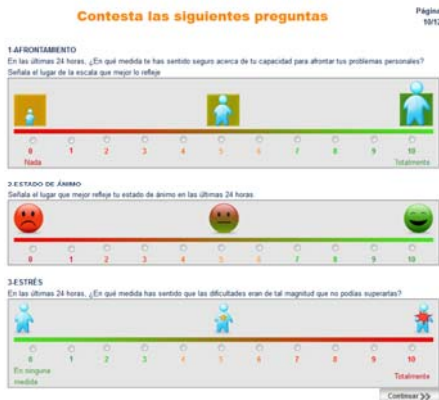 Contesta las siguientes preguntas
Página
10/12
1-AFRONTAMIENTO
En las últimas 24 horas, ¿En qué medida te has sentido seguro acerca de tu capacidad para afrontar tus problemas personales?
Señala el lugar de la escala que mejor lo refleje
0 1 2 3 4 5 6 7 8 9 10
Nada Totalmente
2-ESTADO DE ÁNIMO
Señala el lugar que mejor refleje tu estado de ánimo en las últimas 24 horas
0 1 2 3 4 5 6 7 8 9 10
3-ESTRÉS
En las últimas 24 horas, ¿En qué medida has sentido que las dificultades eran de tal magnitud que no podías superarlas?
0 1 2 3 4 5 6 7 8 9 10
En ninguna
medida
Totalmente
Continuar